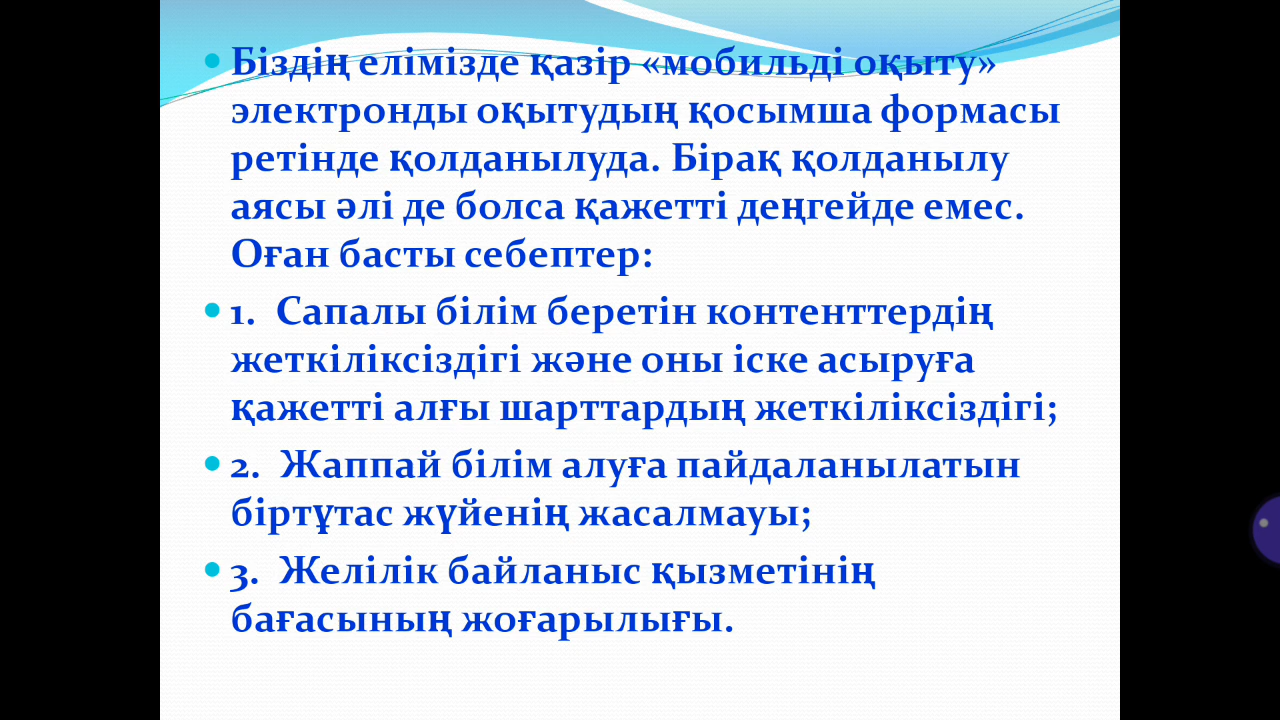 • Біздің елімізде қазір «мобильді оқыту»
электронды оқытудың қосымша формасы
ретінде қолданылуда. Бірақ қолданылу
аясы әлі де болса қажетті деңгейде емес.
Оған басты себептер:
• 1. Сапалы білім беретін контенттердің
жеткіліксіздігі және оны іске асыруға
қажетті алғы шарттардың жеткіліксіздігі;
• 2. Жаппай білім алуға пайдаланылатын
біртұтас жүйенің жасалмауы;
• 3. Желілік байланыс қызметінің
бағасының жоғарылығы.